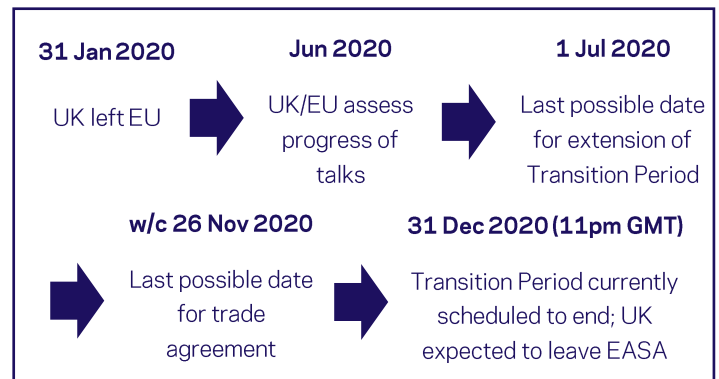 31 Jan 2020
UK left EU
Jun 2020
UK/EU assess
progress of
talks
1 Jul 2020
Last possible date
for extension of
Transition Period
w/c 26 Nov 2020
Last possible date
for trade
agreement
31 Dec 2020 (11pm GMT)
Transition Period currently
scheduled to end; UK
expected to leave EASA